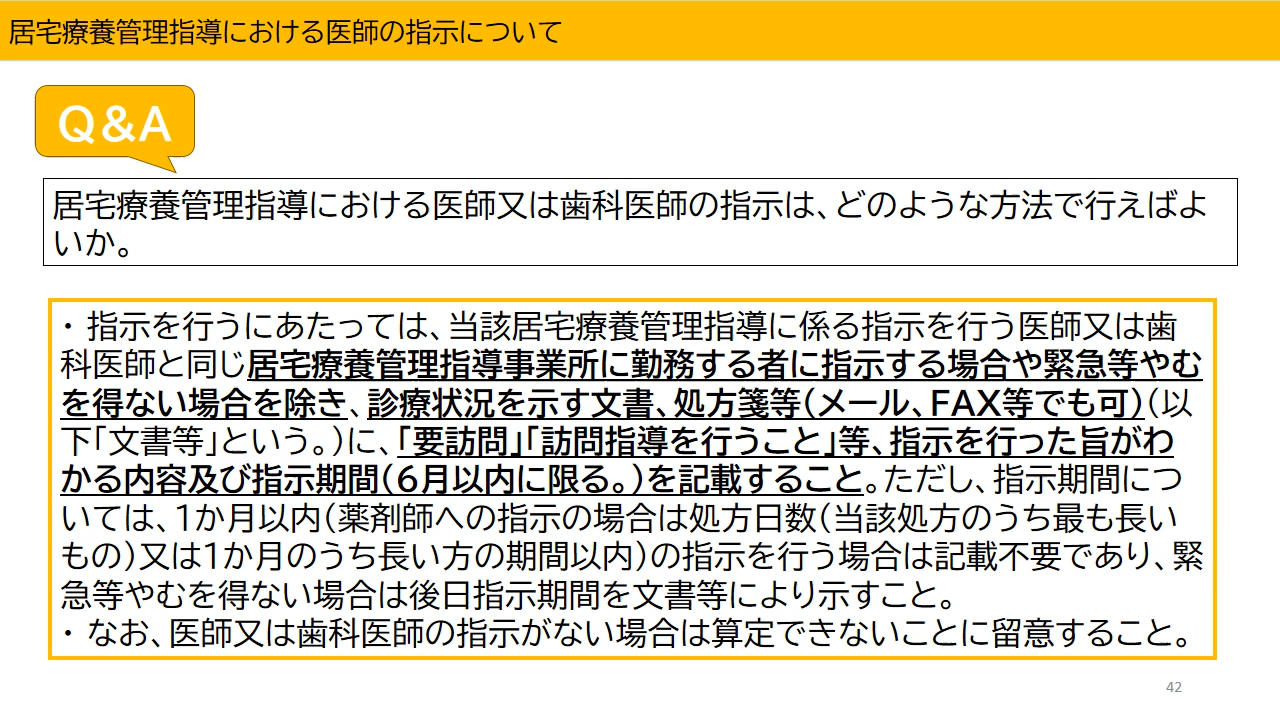 居宅療養管理指導における医師の指示について
Q&A
居宅療養管理指導における医師又は歯科医師の指示は、どのような方法で行えばよ
いか。
・ 指示を行うにあたっては、当該居宅療養管理指導に係る指示を行う医師又は歯
科医師と同じ居宅療養管理指導事業所に勤務する者に指示する場合や緊急等やむ
を得ない場合を除き、診療状況を示す文書、処方箋等(メール、FAX等でも可)(以
下「文書等」という。)に、「要訪問」「訪問指導を行うこと」等、指示を行った旨がわ
かる内容及び指示期間(6月以内に限る。)を記載すること。ただし、指示期間につ
いては、1か月以内(薬剤師への指示の場合は処方日数(当該処方のうち最も長い
もの)又は1か月のうち長い方の期間以内)の指示を行う場合は記載不要であり、緊
急等やむを得ない場合は後日指示期間を文書等により示すこと。
・ なお、医師又は歯科医師の指示がない場合は算定できないことに留意すること。
42